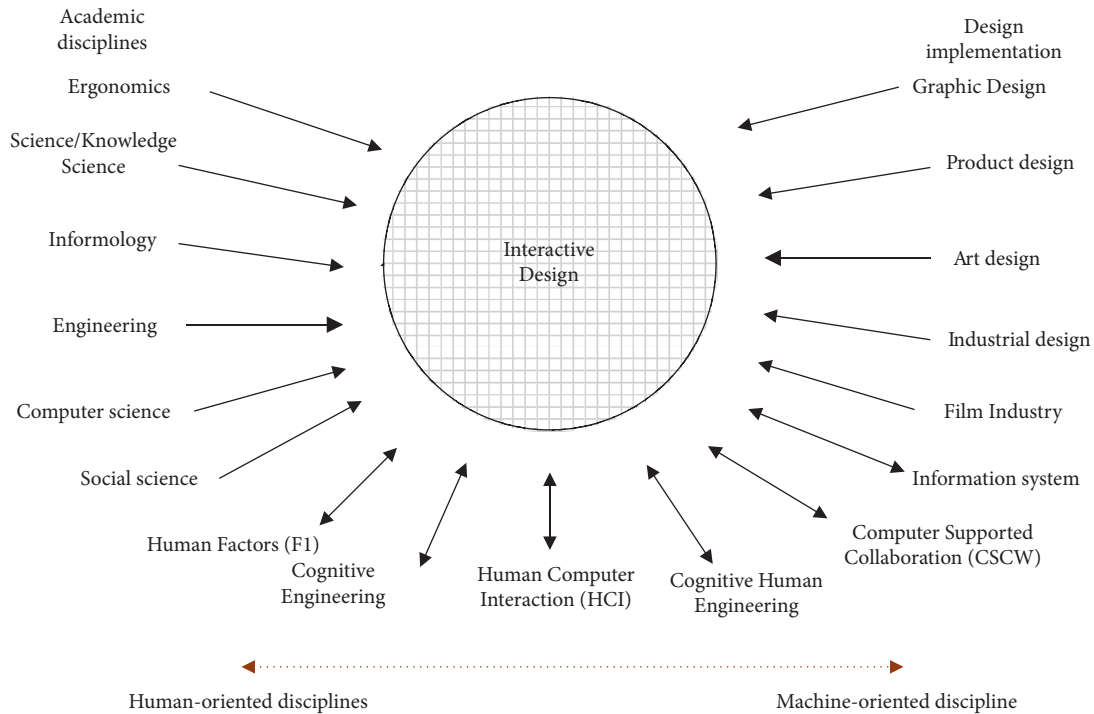 Academic
disciplines
Ergonomics
Science/Knowledge
Science
Informology
Engineering
Computer science
Social science
Human Factors (F1)
Cognitive
Engineering
Human Computer
Interaction (HCI)
Cognitive Human
Engineering
Computer Supported
Collaboration (CSCW)
Information system
Film Industry
Industrial design
Art design
Product design
Graphic Design
Design
implementation
Interactive
Design
Human-oriented disciplines
Machine-oriented discipline